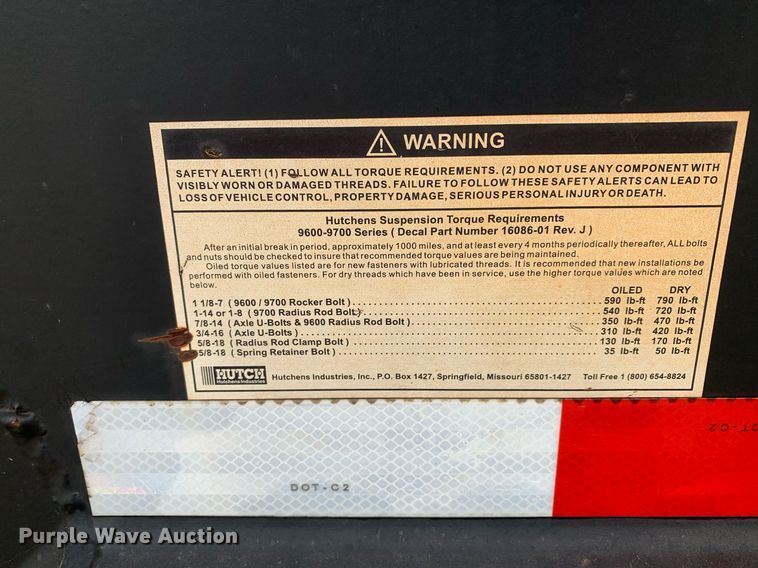 WARNING
SAFETY ALERT! (1) FOLLOW ALL TORQUE REQUIREMENTS. (2) DO NOT USE ANY COMPONENT WITH
VISIBLY WORN OR DAMAGED THREADS. FAILURE TO FOLLOW THESE SAFETY ALERTS CAN LEAD TO
LOSS OF VEHICLE CONTROL, PROPERTY DAMAGE, SERIOUS PERSONAL INJURY OR DEATH.
Hutchens Suspension Torque Requirements
9600-9700 Series ( Decal Part Number 16086-01 Rev. J )
After an initial break in period, approximately 1000 miles, and at least every 4 months periodically thereafter, ALL bolts
and nuts should be checked to insure that recommended torque values are being maintained.
Oiled torque values listed are for new fasteners with lubricated threads. It is recommended that new installations be
performed with oiled fasteners. For dry threads which have been in service, use the higher torque values which are noted
below.
OILED DRY
1 1/8-7 ( 9600 / 9700 Rocker Bolt ) 590 lb-ft 790 lb-ft
1-14 or 1-8 ( 9700 Radius Rod Bolt ) 540 lb-ft 720 lb-ft
7/8-14 ( Axle U-Bolts & 9600 Radius Rod Bolt ) 350 lb-ft 470 lb-ft
3/4-16 ( Axle U-Bolts ) 310 lb-ft 420 lb-ft
5/8-18 ( Radius Rod Clamp Bolt ) 130 lb-ft 170 lb-ft
5/8-18 ( Spring Retainer Bolt ) 35 lb-ft 50 lb-ft
HUTCH
Hutchens Industries
Hutchens Industries, Inc., P.O. Box 1427, Springfield, Missouri 65801-1427 Toll Free 1 (800) 654-8824
DOT-C2
DOT-C2
Purple Wave Auction